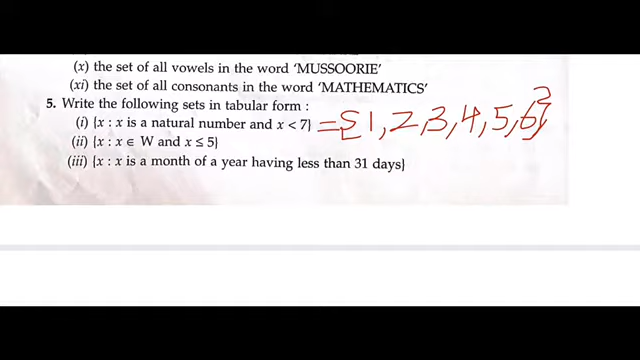 (x) the set of all vowels in the word 'MUSSOORIE'
(xi) the set of all consonants in the word 'MATHEMATICS'
5. Write the following sets in tabular form :
(i) {x : x is a natural number and x < 7} = {1, 2, 3, 4, 5, 6}
(ii) {x : x ∈ W and x ≤ 5}
(iii) {x : x is a month of a year having less than 31 days}